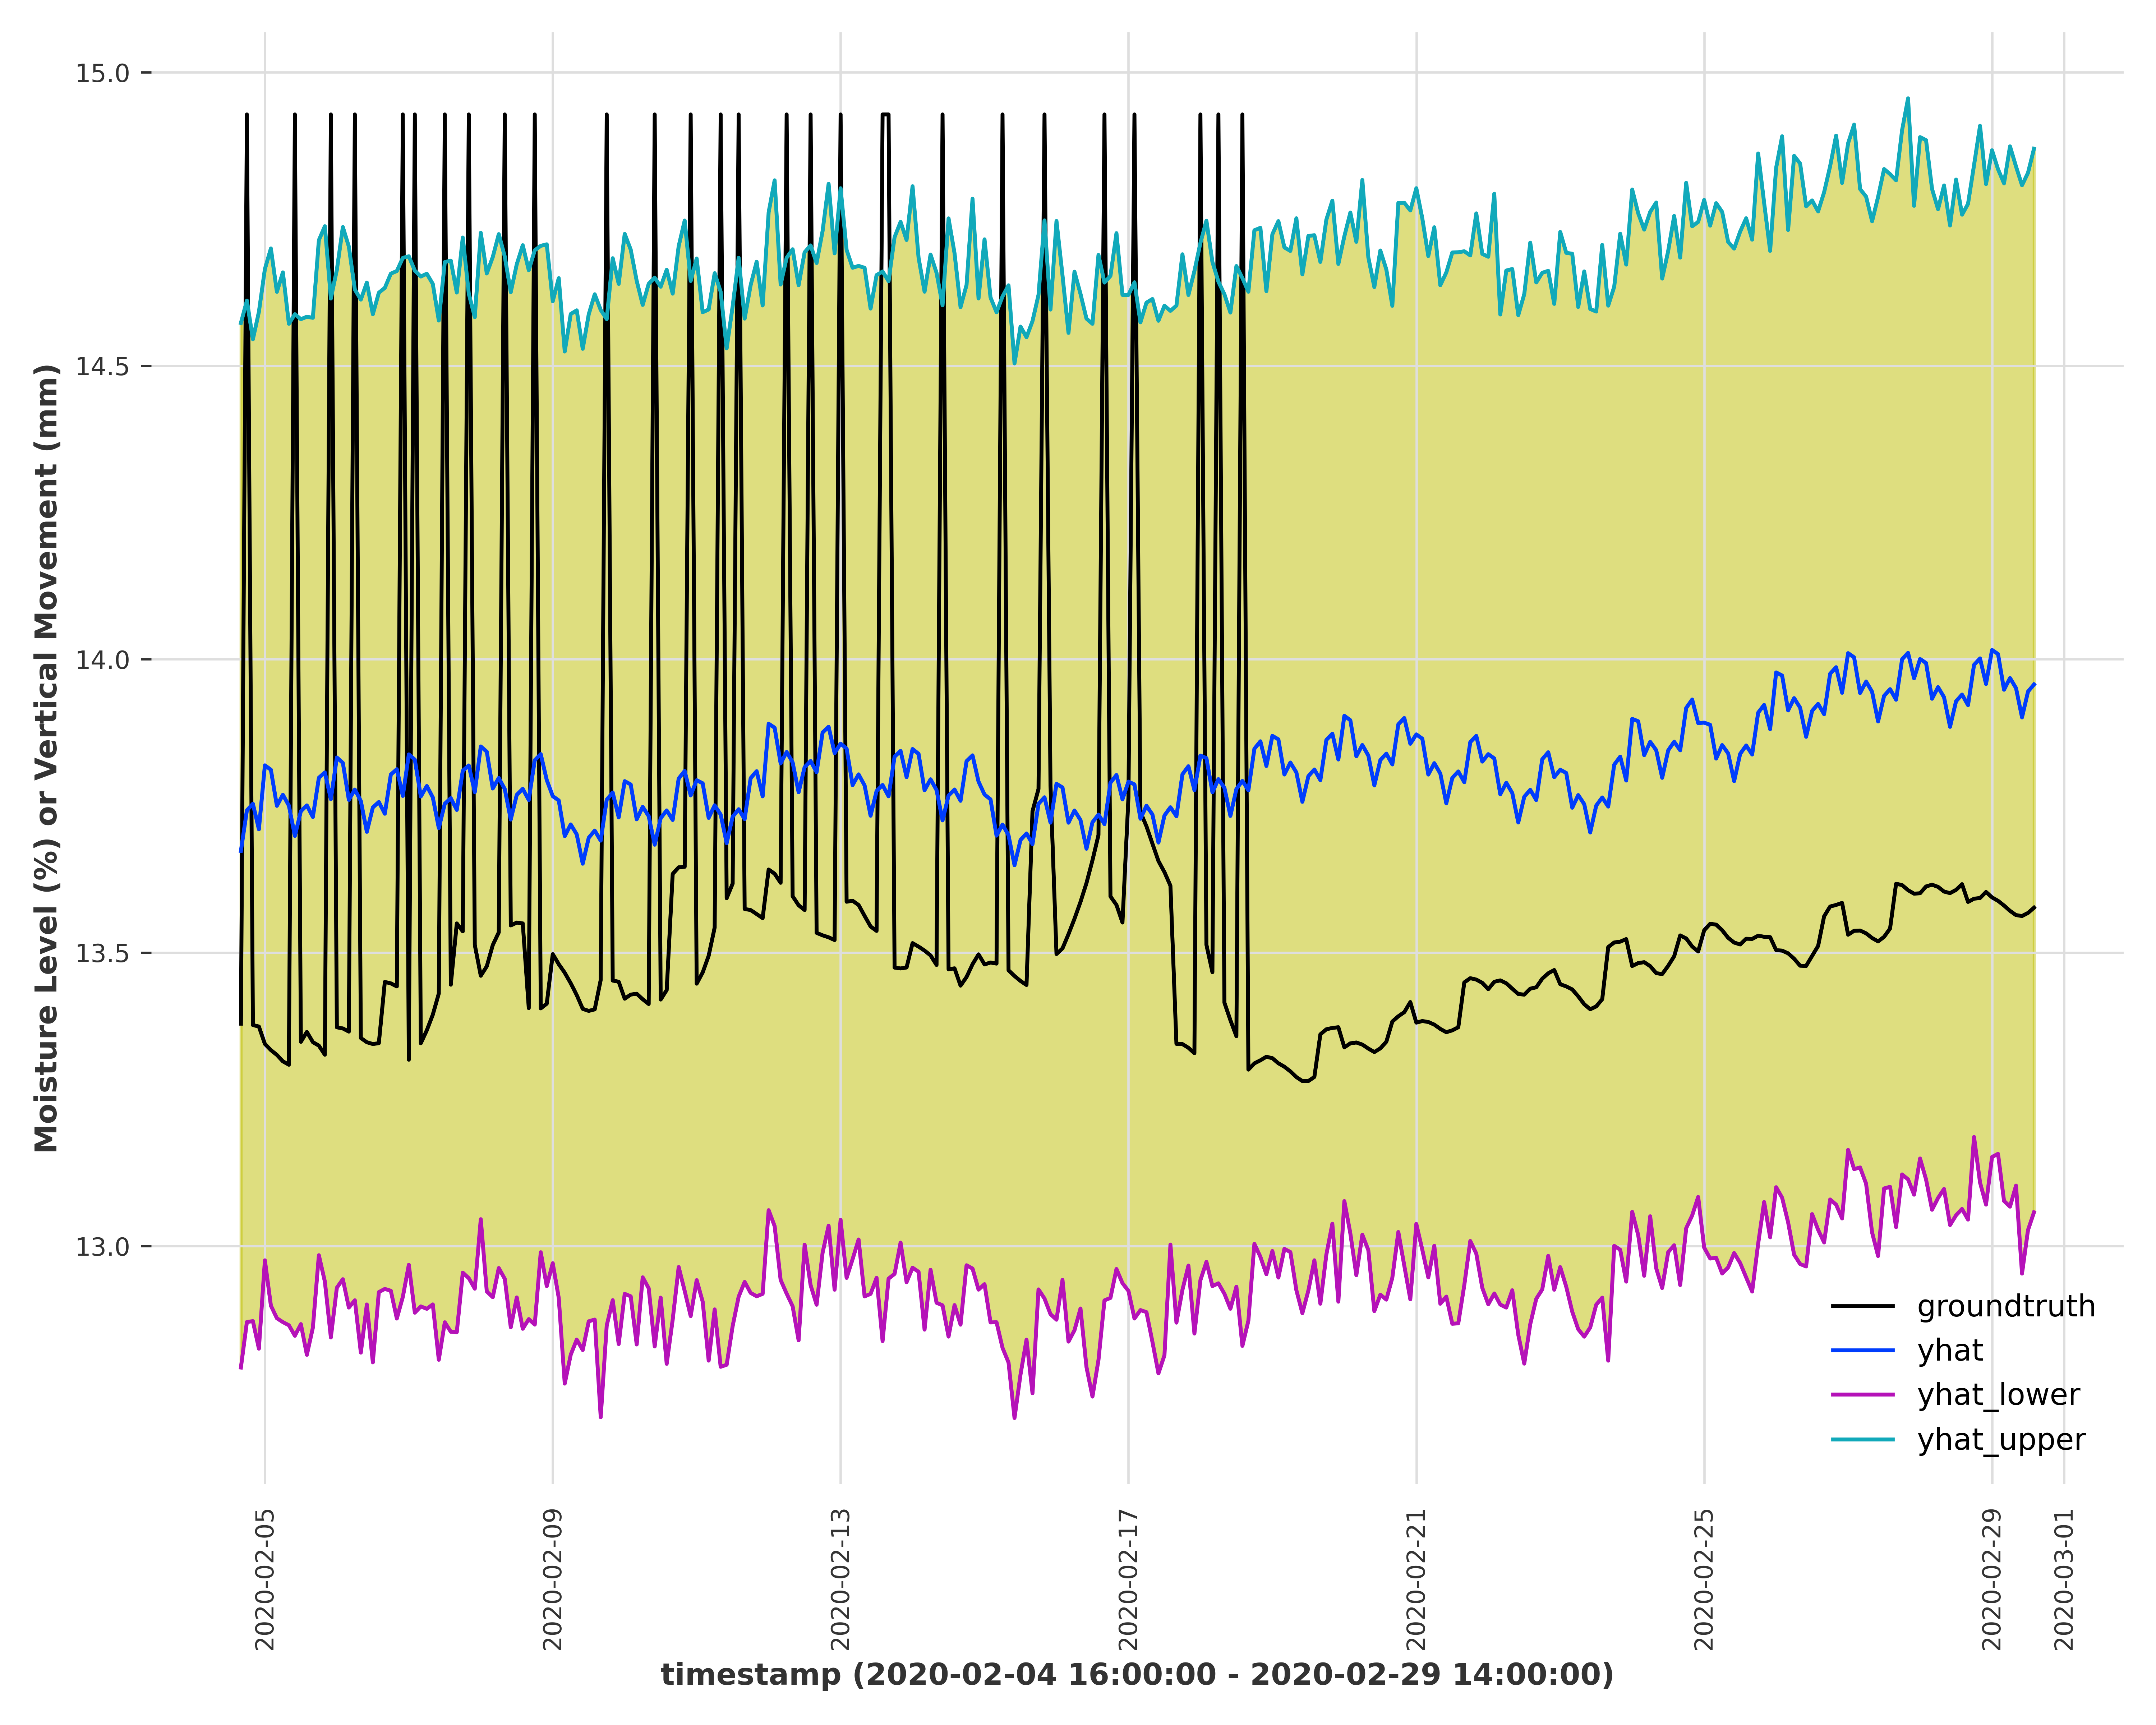 15.0
14.5
14.0
13.5
13.0
Moisture Level (%) or Vertical Movement (mm)
groundtruth
yhat
yhat_lower
yhat_upper
2020-02-05
2020-02-09
2020-02-13
2020-02-17
2020-02-21
2020-02-25
2020-02-29
2020-03-01
timestamp (2020-02-04 16:00:00 - 2020-02-29 14:00:00)